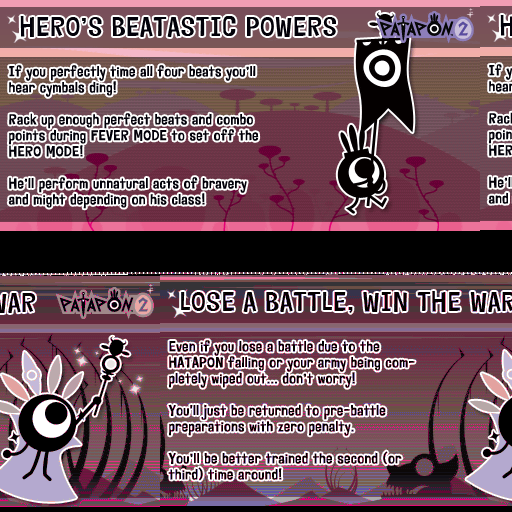 HERO'S BEATASTIC POWERS
PATAPON 2
If you perfectly time all four beats you'll
hear cymbals ding!
Rack up enough perfect beats and combo
points during FEVER MODE to set off the
HERO MODE!
He'll perform unnatural acts of bravery
and might depending on his class!
H
If y
hear
Rack
poin
HER
He'l
and
WAR
PATAPON 2
LOSE A BATTLE, WIN THE WAR
Even if you lose a battle due to the
HATAPON falling or your army being com-
pletely wiped out... don't worry!
You'll just be returned to pre-battle
preparations with zero penalty.
You'll be better trained the second (or
third) time around!